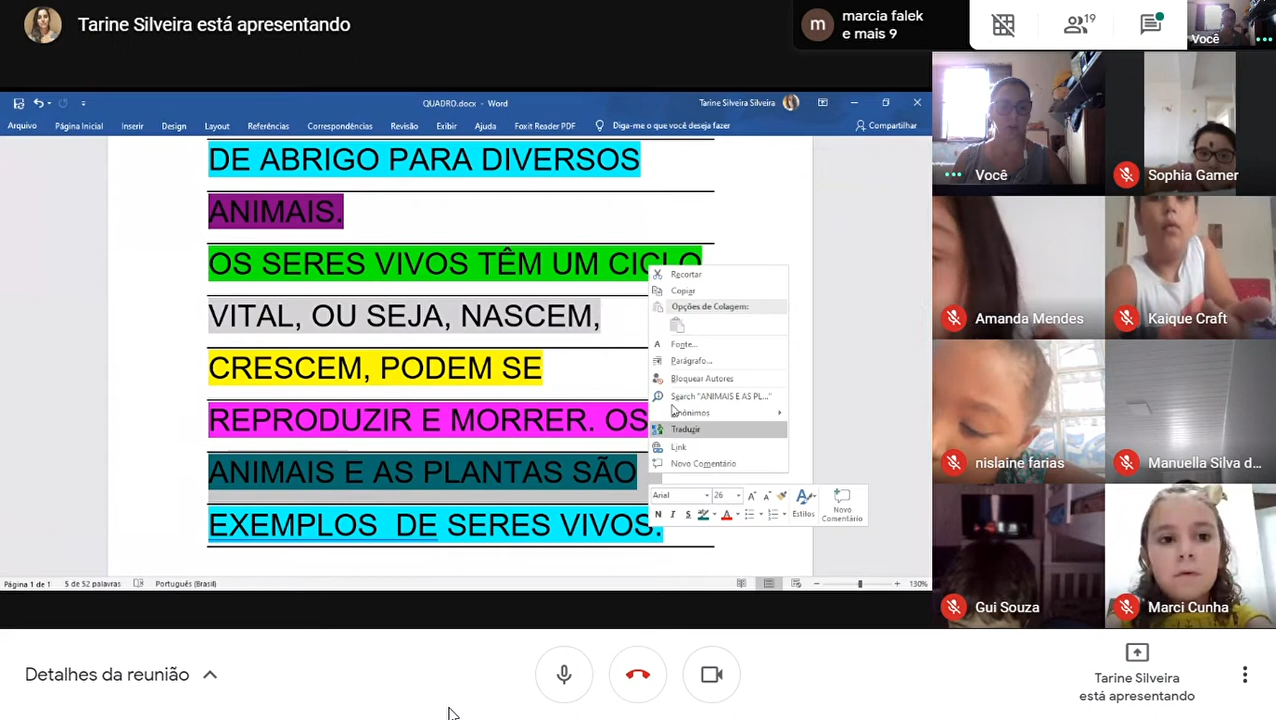 Tarine Silveira está apresentando
m
marcia falek
e mais 9
19
Você
QUADRO.docx - Word
Tarine Silveira Silveira
Arquivo Página Inicial Inserir Design Layout Referências Correspondências Revisão Exibir Ajuda Foxit Reader PDF Diga-me o que você deseja fazer Compartilhar
DE ABRIGO PARA DIVERSOS
ANIMAIS.
OS SERES VIVOS TÊM UM CICLO
VITAL, OU SEJA, NASCEM,
CRESCEM, PODEM SE
REPRODUZIR E MORRER. OS
ANIMAIS E AS PLANTAS SÃO
EXEMPLOS DE SERES VIVOS.
Recortar
Copiar
Opções de Colagem:
Fonte...
Parágrafo...
Bloquear Autores
Search "ANIMAIS E AS PL..."
Traduzir
Link
Novo Comentário
Arial 26
N I S
Estilos
Novo
Comentário
Página 1 de 1 5 de 52 palavras Português (Brasil) 130%
Você
Sophia Gamer
Amanda Mendes
Kaique Craft
nislaine farias
Manuella Silva d...
Gui Souza
Marci Cunha
Detalhes da reunião
Tarine Silveira
está apresentando